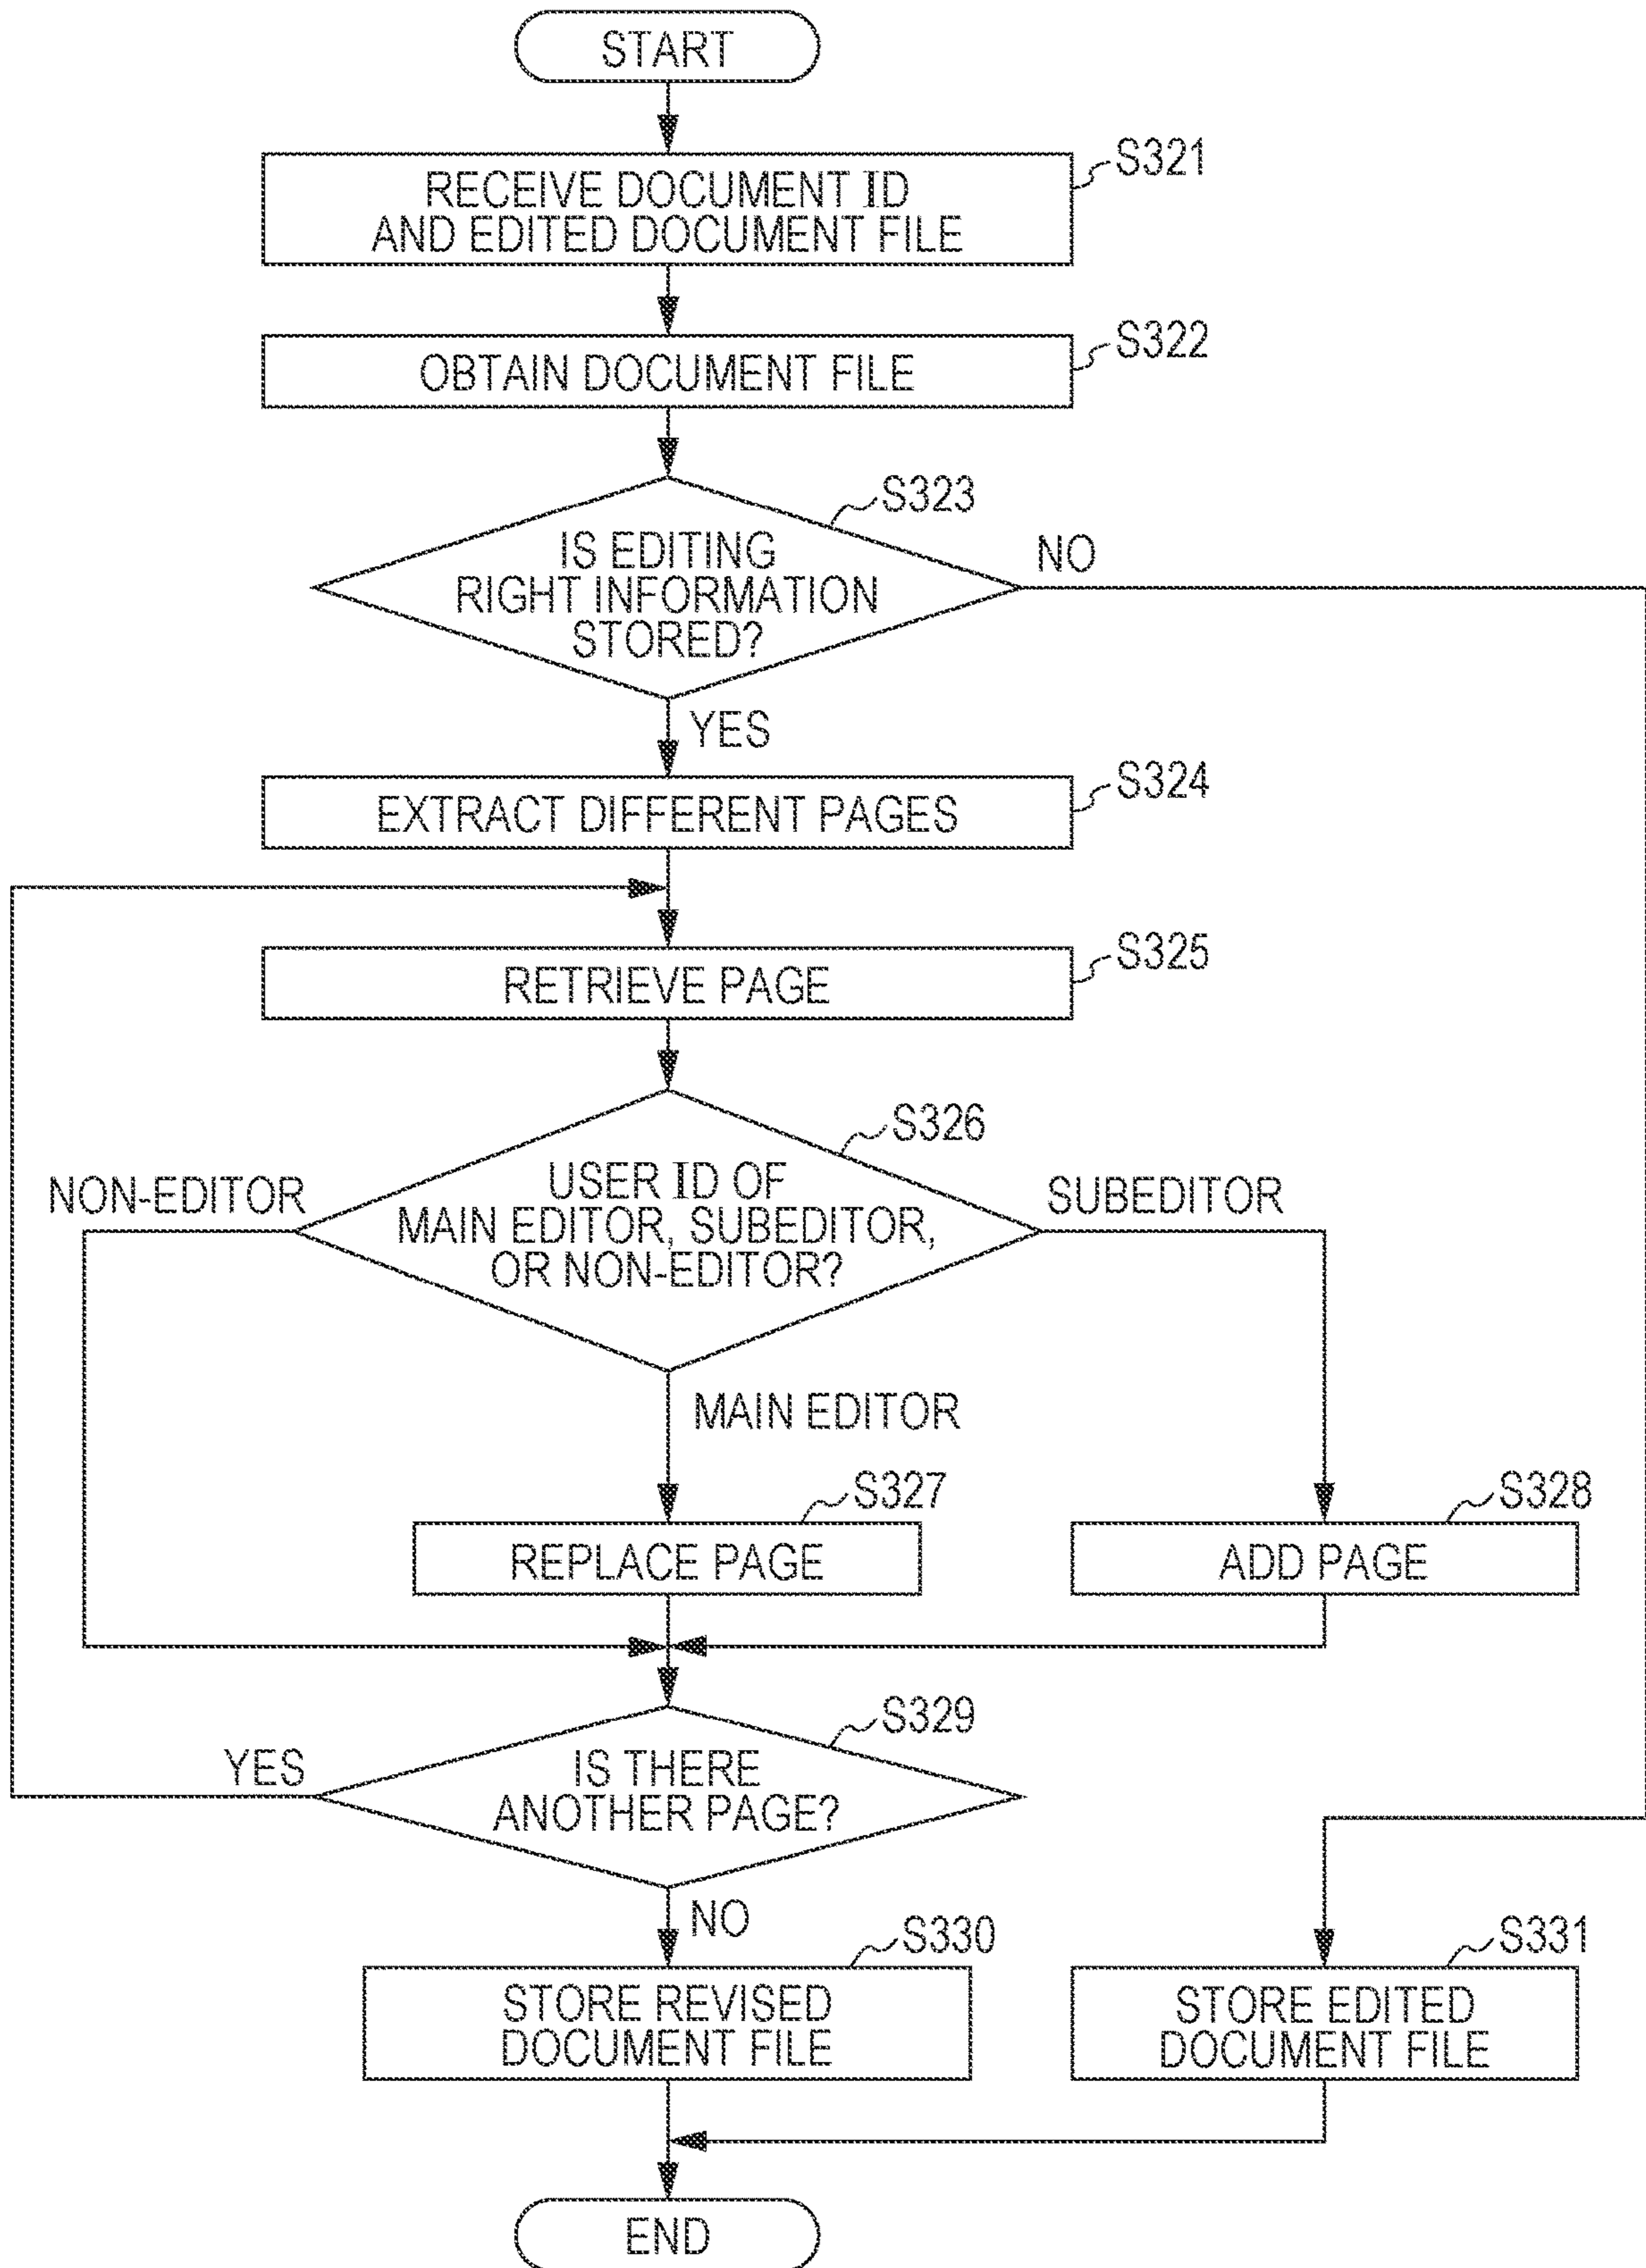 START
S321
RECEIVE DOCUMENT ID
AND EDITED DOCUMENT FILE
S322
OBTAIN DOCUMENT FILE
S323
IS EDITING
RIGHT INFORMATION
STORED?
NO
YES
S324
EXTRACT DIFFERENT PAGES
S325
RETRIEVE PAGE
S326
USER ID OF
MAIN EDITOR, SUBEDITOR,
OR NON-EDITOR?
NON-EDITOR
SUBEDITOR
MAIN EDITOR
S327
REPLACE PAGE
S328
ADD PAGE
S329
IS THERE
ANOTHER PAGE?
YES
NO
S330
STORE REVISED
DOCUMENT FILE
S331
STORE EDITED
DOCUMENT FILE
END